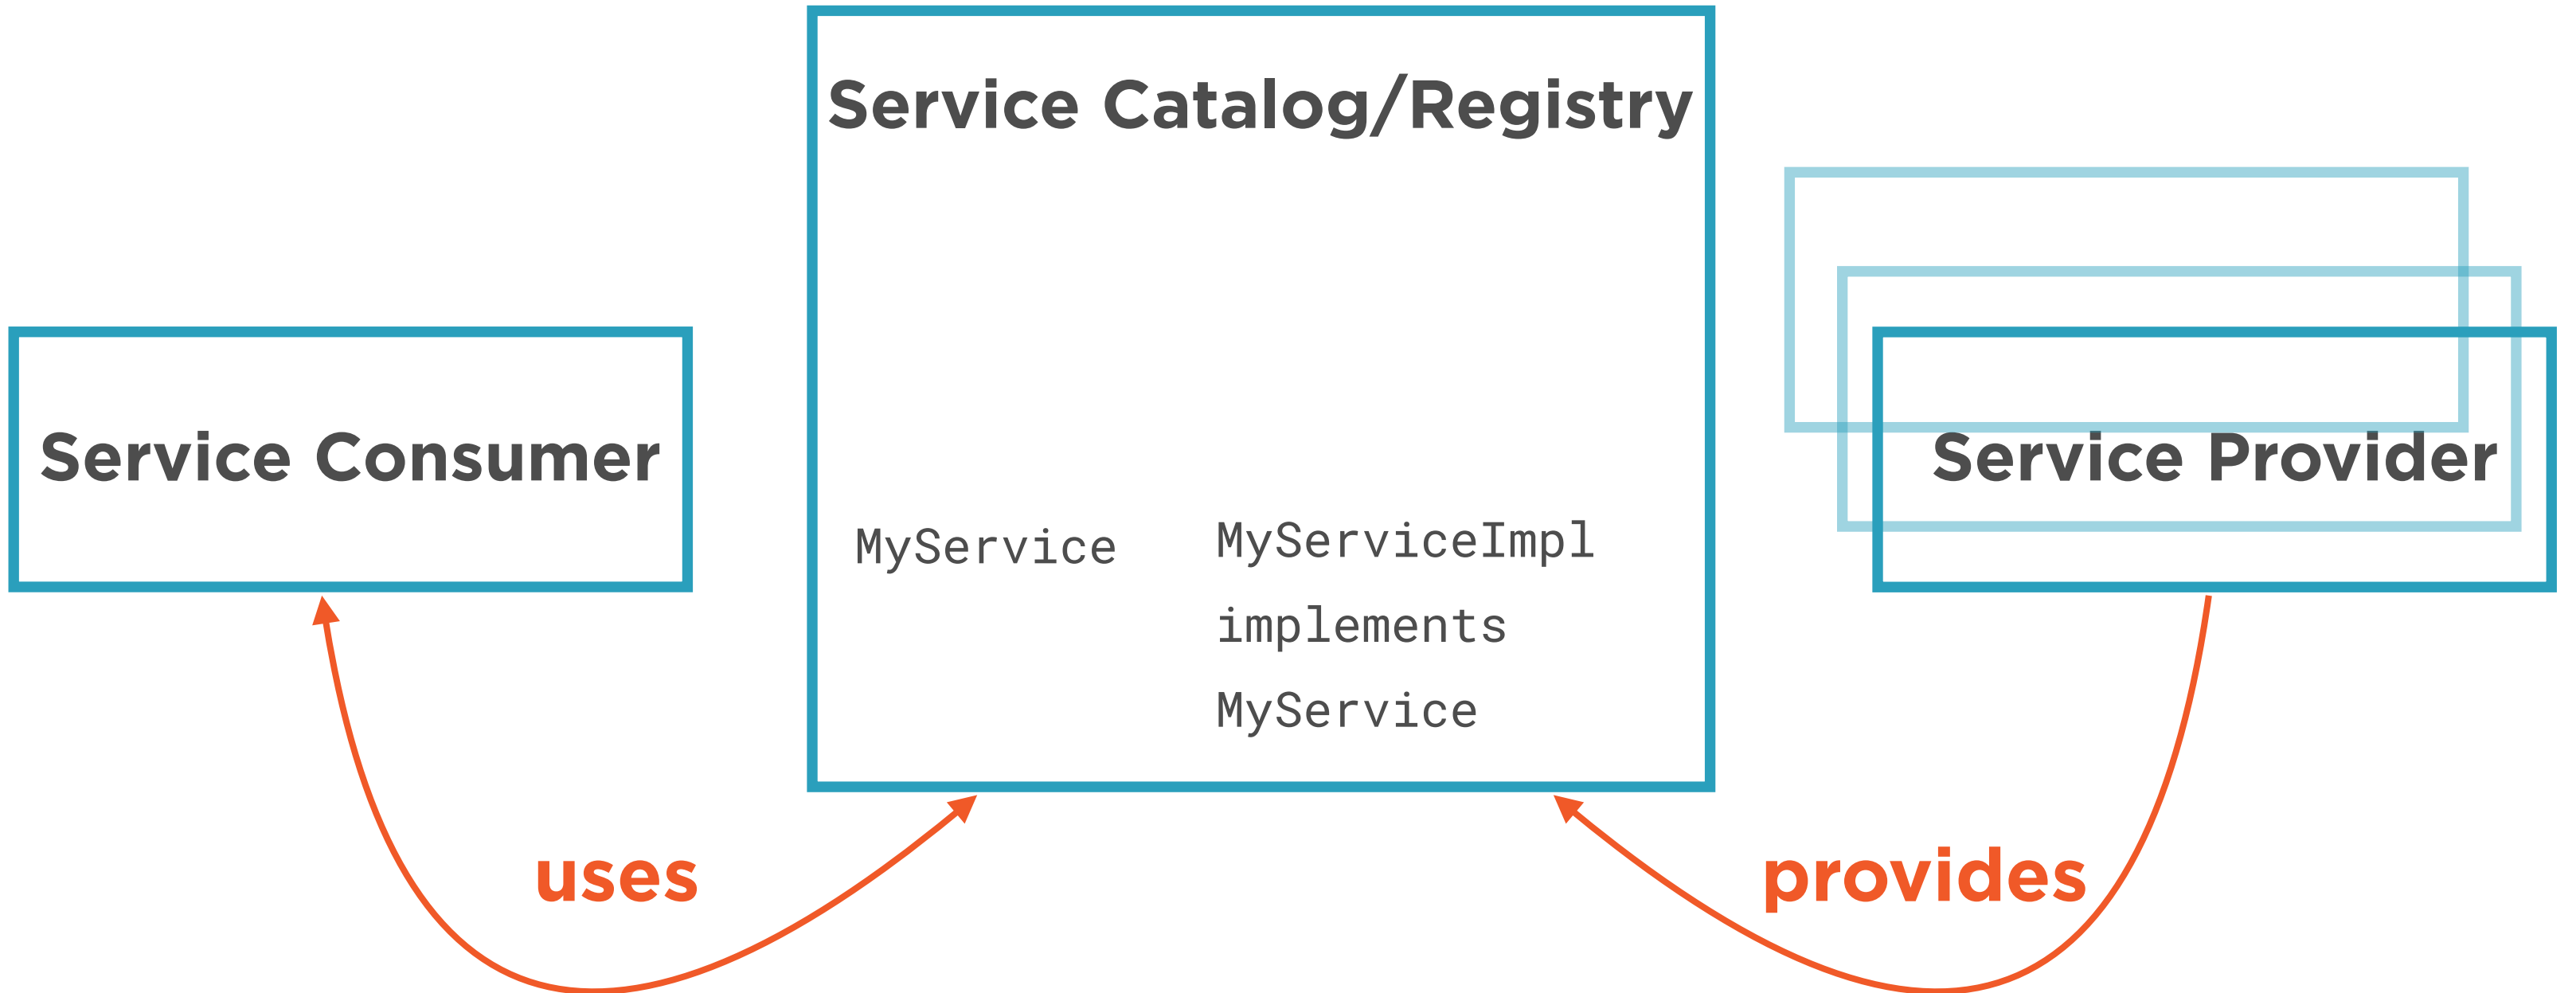 Service Catalog/Registry
Service Consumer
Service Provider
MyService
MyServiceImpl
implements
MyService
uses
provides